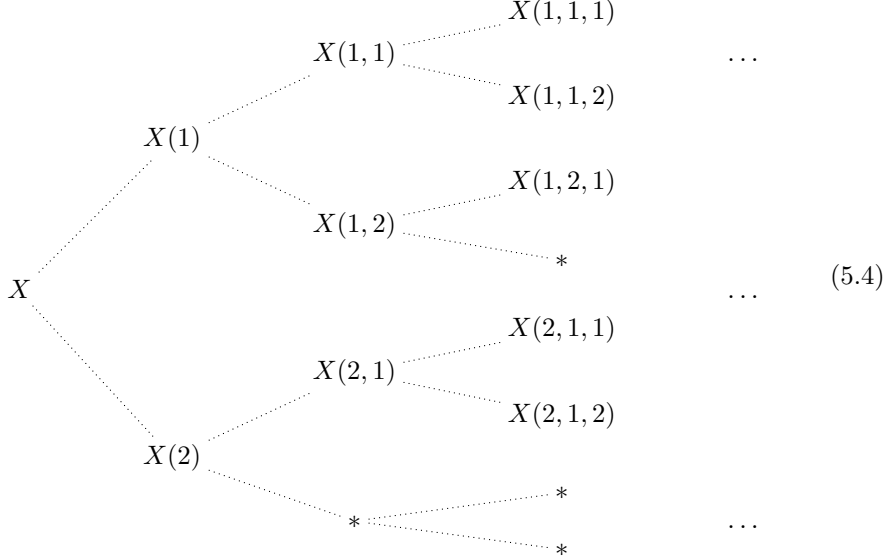 X(1, 1, 1)
X(1, 1) ...
X(1, 1, 2)
X(1)
X(1, 2, 1)
X(1, 2)
*
(5.4)
X ...
X(2, 1, 1)
X(2, 1)
X(2, 1, 2)
X(2)
*
* ...
*